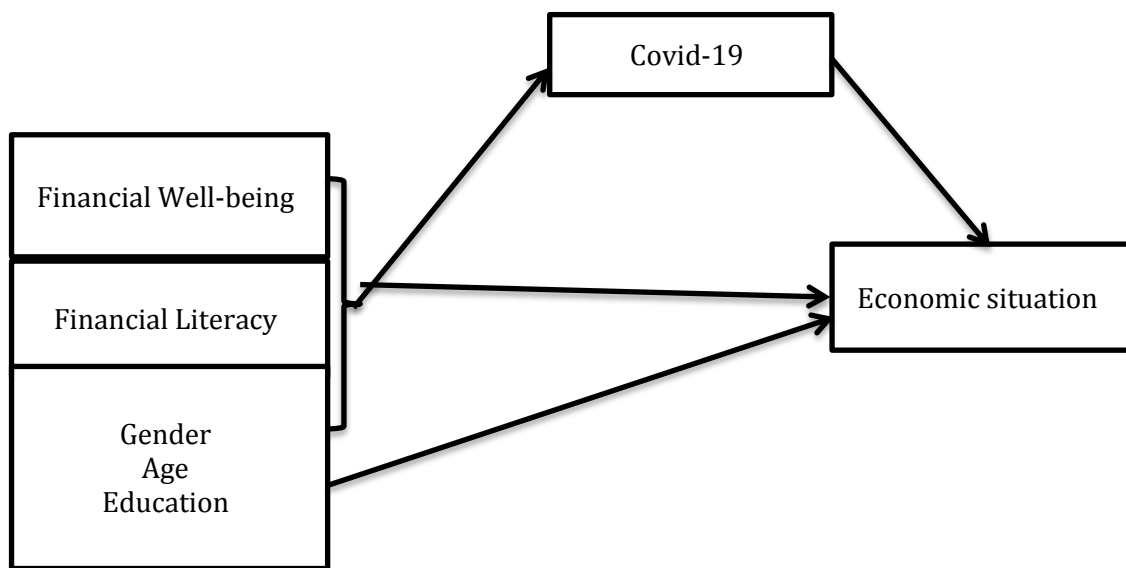 Covid-19
Financial Well-being
Economic situation
Financial Literacy
Gender
Age
Education